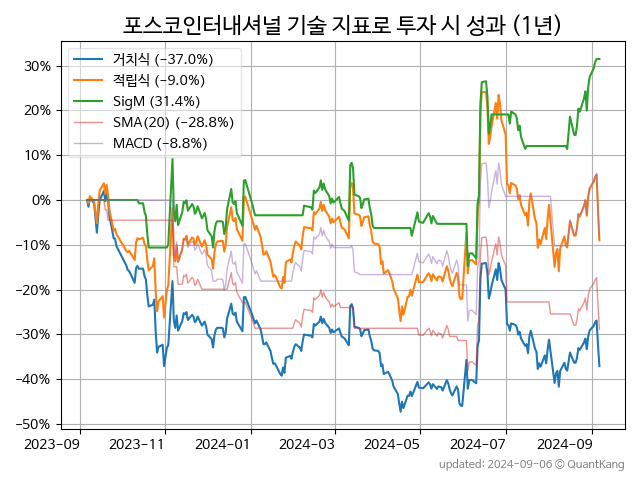 포스코인터내셔널 기술 지표로 투자 시 성과 (1년)
거치식 (−37.0%)
적립식 (−9.0%)
SigM (31.4%)
SMA(20) (−28.8%)
MACD (−8.8%)
30%
20%
10%
0%
−10%
−20%
−30%
−40%
−50%
2023-09 2023-11 2024-01 2024-03 2024-05 2024-07 2024-09
updated: 2024-09-06 © QuantKang